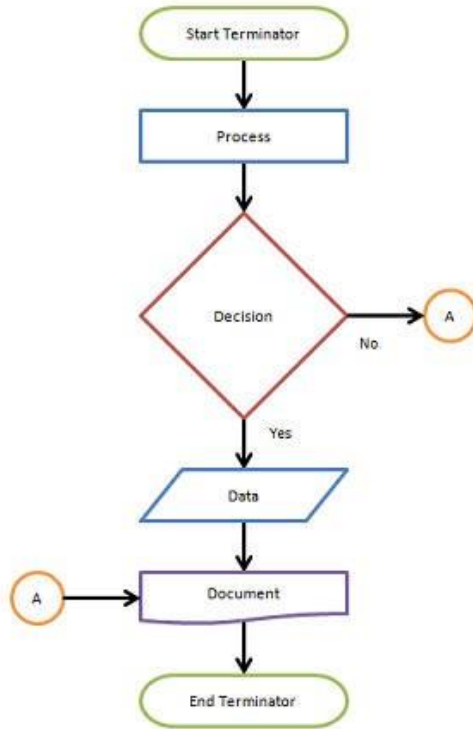 Start Terminator
Process
Decision
A
No
Yes
Data
A
Document
End Terminator